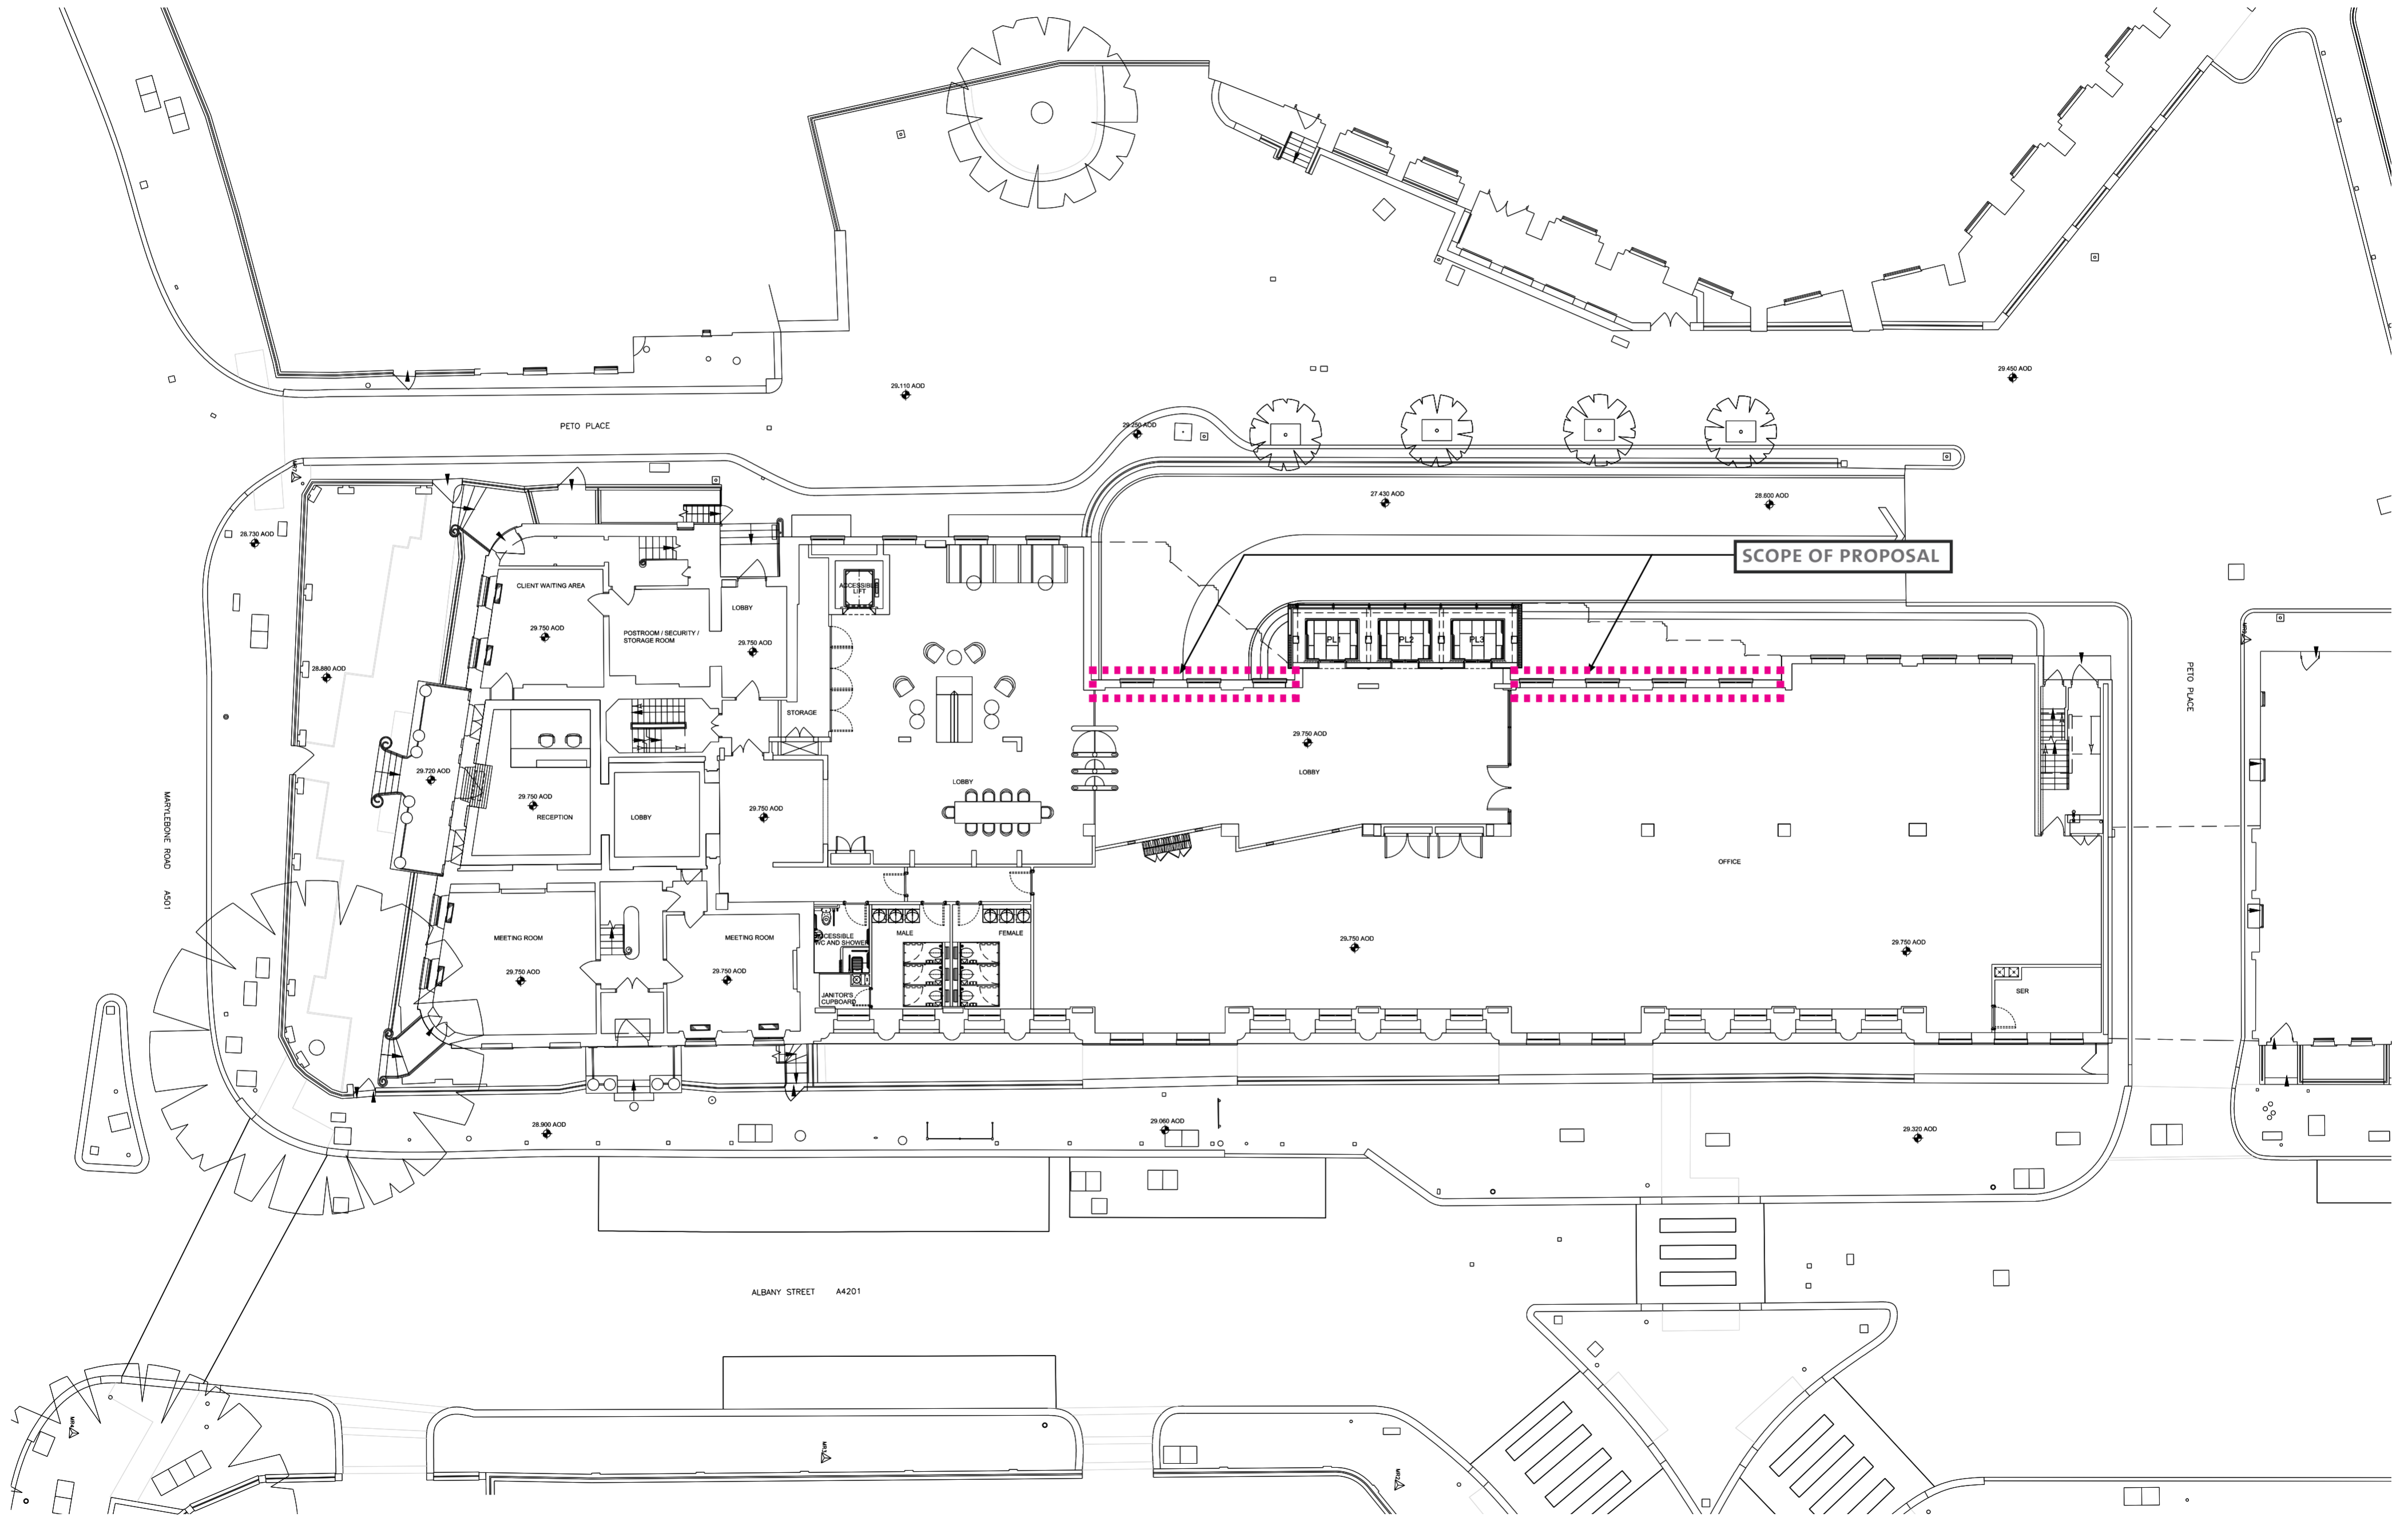 29.110 AOD
29.450 AOD
PETO PLACE
29.250 AOD
27.430 AOD
28.600 AOD
SCOPE OF PROPOSAL
28.730 AOD
CLIENT WAITING AREA
ACCESSIBLE
LIFT
LOBBY
29.750 AOD
POSTROOM / SECURITY /
STORAGE ROOM
29.750 AOD
PL1
PL2
PL3
28.880 AOD
PETO PLACE
STORAGE
29.750 AOD
LOBBY
29.720 AOD
LOBBY
29.750 AOD
RECEPTION
LOBBY
29.750 AOD
MARYLEBONE ROAD A501
OFFICE
MEETING ROOM
MEETING ROOM
ACCESSIBLE
WC AND SHOWER
MALE
FEMALE
29.750 AOD
29.750 AOD
29.750 AOD
29.750 AOD
JANITOR'S
CUPBOARD
SER
28.900 AOD
29.060 AOD
29.320 AOD
ALBANY STREET A4201